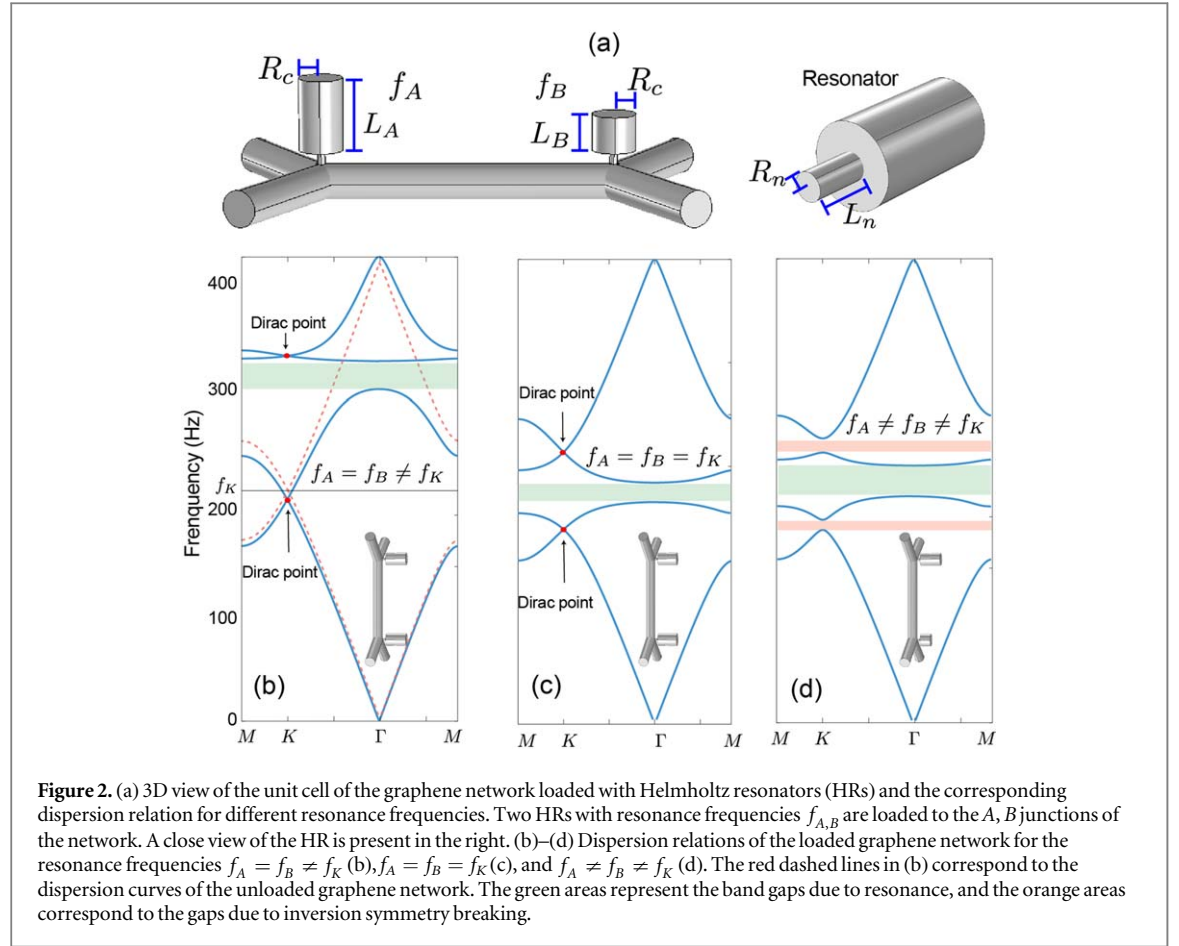 (a)
R_c
f_A
L_A
f_B
R_c
L_B
Resonator
R_n
L_n
Frenquency (Hz)
400
300
f_K
200
100
0
Dirac point
f_A = f_B ≠ f_K
Dirac point
(b)
M K Γ M
Dirac point
f_A = f_B = f_K
Dirac point
(c)
M K Γ M
f_A ≠ f_B ≠ f_K
(d)
M K Γ M
Figure 2. (a) 3D view of the unit cell of the graphene network loaded with Helmholtz resonators (HRs) and the corresponding
dispersion relation for different resonance frequencies. Two HRs with resonance frequencies f_{A,B} are loaded to the A, B junctions of
the network. A close view of the HR is present in the right. (b)–(d) Dispersion relations of the loaded graphene network for the
resonance frequencies f_A = f_B ≠ f_K (b), f_A = f_B = f_K (c), and f_A ≠ f_B ≠ f_K (d). The red dashed lines in (b) correspond to the
dispersion curves of the unloaded graphene network. The green areas represent the band gaps due to resonance, and the orange areas
correspond to the gaps due to inversion symmetry breaking.